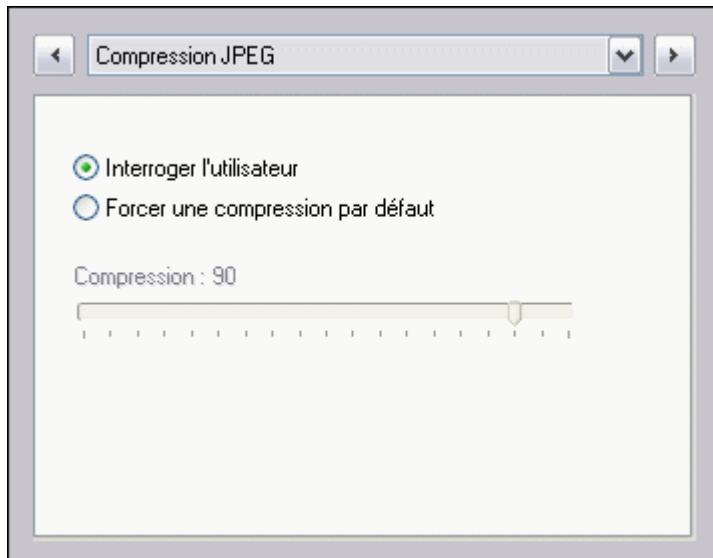 Compression JPEG
Interroger l'utilisateur
Forcer une compression par défaut
Compression : 90